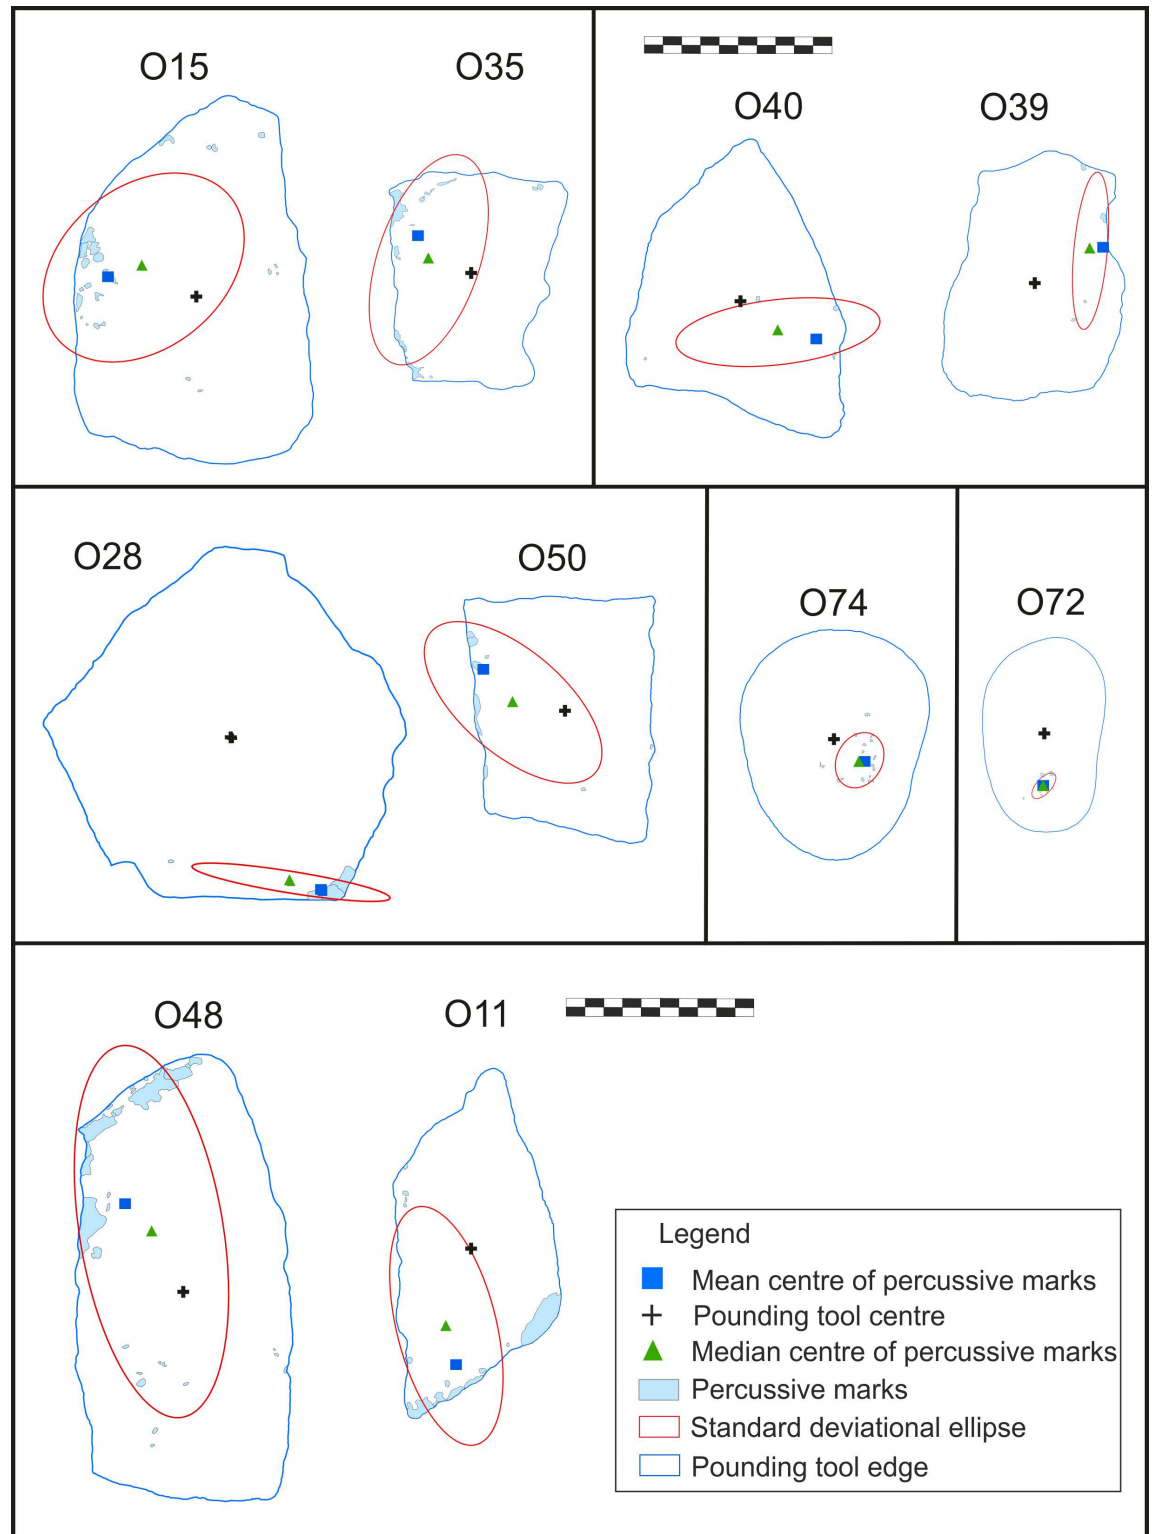 O15
O35
O40
O39
O28
O50
O74
O72
O48
O11
Legend
Mean centre of percussive marks
Pounding tool centre
Median centre of percussive marks
Percussive marks
Standard deviational ellipse
Pounding tool edge